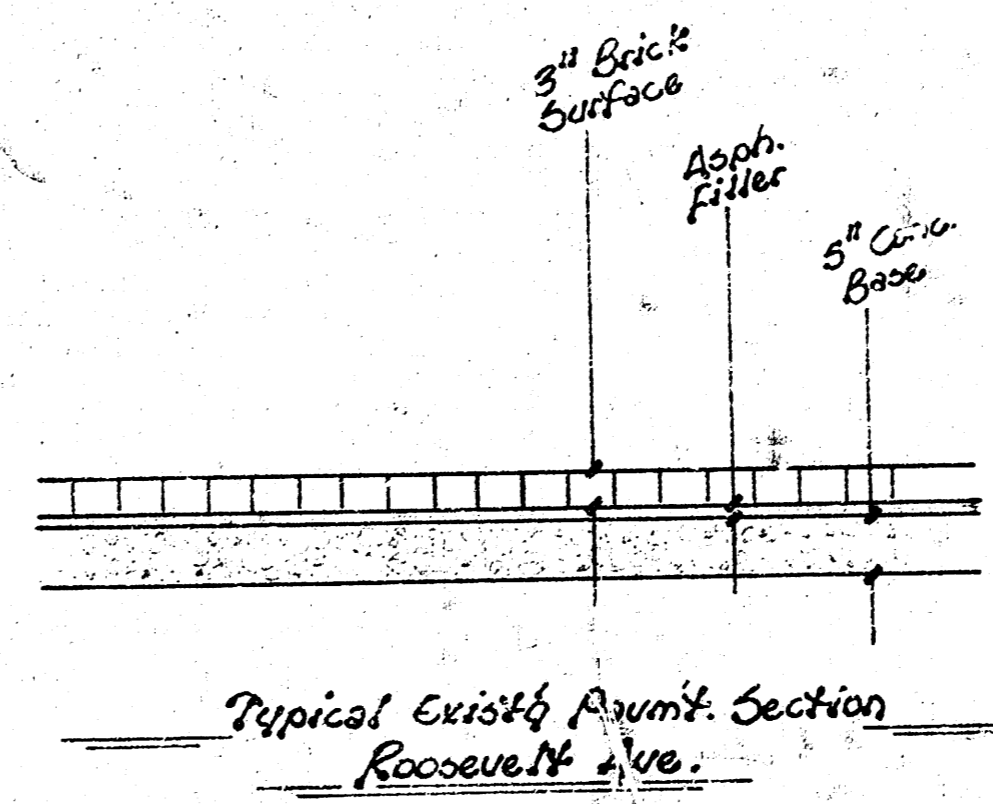 3" Brick
Surface
Asph.
Filler
5" Conc.
Base
Typical Exist'g Pavm't. Section
Roosevelt Ave.